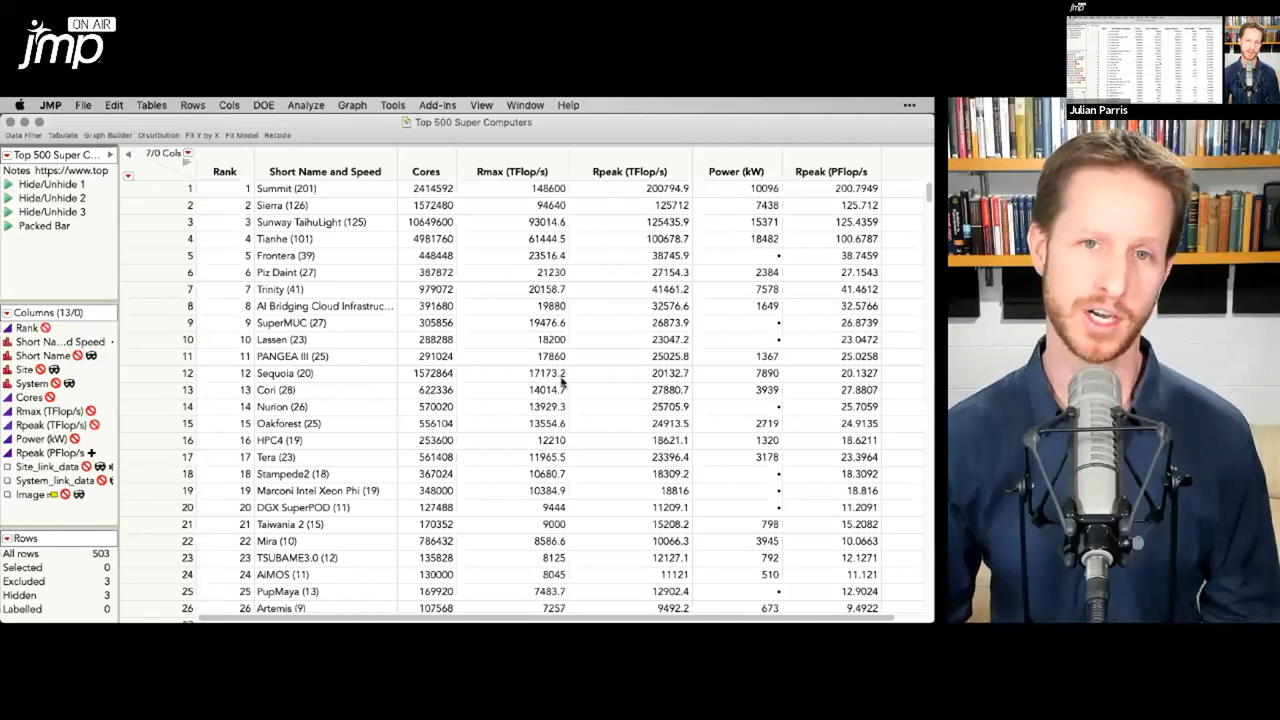 ON AIR
jmp
Julian Parris
JMP File Edit Tables Rows Cols DOE Analyze Graph
500 Super Computers
Data Filter Tabulate Graph Builder Distribution Fit Y by X Fit Model Recode
Top 500 Super C...
Notes https://www.top
Hide/Unhide 1
Hide/Unhide 2
Hide/Unhide 3
Packed Bar
Columns (13/0)
Rank
Short Na...d Speed
Short Name
Site
System
Cores
Rmax (TFlop/s)
Rpeak (TFlop/s)
Power (kW)
Rpeak (PFlop/s
Site_link_data
System_link_data
Image
Rows
All rows 503
Selected 0
Excluded 3
Hidden 3
Labelled 0
7/0 Cols
Rank Short Name and Speed Cores Rmax (TFlop/s) Rpeak (TFlop/s) Power (kW) Rpeak (PFlop/s
1 1 Summit (201) 2414592 148600 200794.9 10096 200.7949
2 2 Sierra (126) 1572480 94640 125712 7438 125.712
3 3 Sunway TaihuLight (125) 10649600 93014.6 125435.9 15371 125.4359
4 4 Tianhe (101) 4981760 61444.5 100678.7 18482 100.6787
5 5 Frontera (39) 448448 23516.4 38745.9 • 38.7459
6 6 Piz Daint (27) 387872 21230 27154.3 2384 27.1543
7 7 Trinity (41) 979072 20158.7 41461.2 7578 41.4612
8 8 AI Bridging Cloud Infrastruc... 391680 19880 32576.6 1649 32.5766
9 9 SuperMUC (27) 305856 19476.6 26873.9 • 26.8739
10 10 Lassen (23) 288288 18200 23047.2 • 23.0472
11 11 PANGEA III (25) 291024 17860 25025.8 1367 25.0258
12 12 Sequoia (20) 1572864 17173.2 20132.7 7890 20.1327
13 13 Cori (28) 622336 14014.7 27880.7 3939 27.8807
14 14 Nurion (26) 570020 13929.3 25705.9 • 25.7059
15 15 Oakforest (25) 556104 13554.6 24913.5 2719 24.9135
16 16 HPC4 (19) 253600 12210 18621.1 1320 18.6211
17 17 Tera (23) 561408 11965.5 23396.4 3178 23.3964
18 18 Stampede2 (18) 367024 10680.7 18309.2 • 18.3092
19 19 Marconi Intel Xeon Phi (19) 348000 10384.9 18816 • 18.816
20 20 DGX SuperPOD (11) 127488 9444 11209.1 • 11.2091
21 21 Taiwania 2 (15) 170352 9000 15208.2 798 15.2082
22 22 Mira (10) 786432 8586.6 10066.3 3945 10.0663
23 23 TSUBAME3.0 (12) 135828 8125 12127.1 792 12.1271
24 24 AiMOS (11) 130000 8045 11121 510 11.121
25 25 PupMaya (13) 169920 7483.7 12902.4 • 12.9024
26 26 Artemis (9) 107568 7257 9492.2 673 9.4922